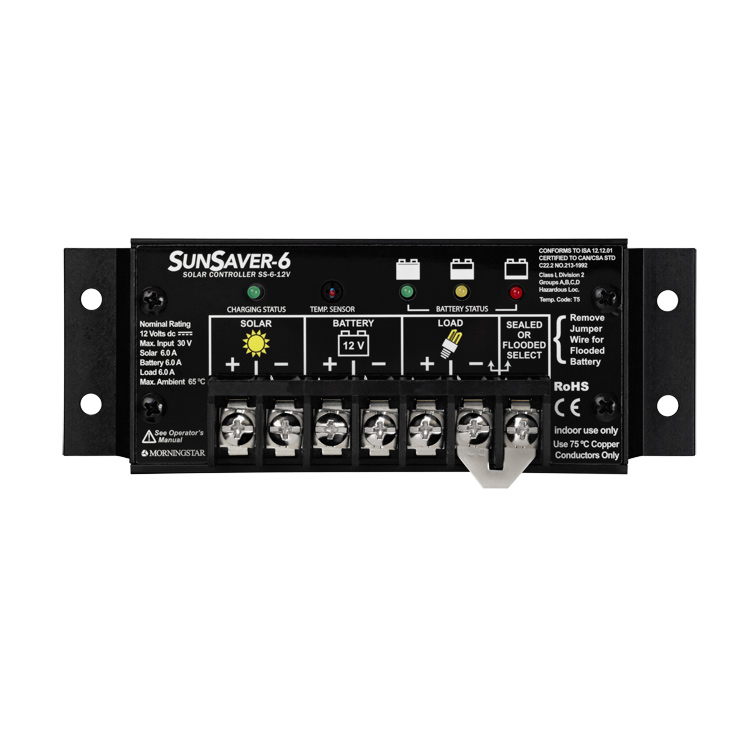 SUNSAVER-6
SOLAR CONTROLLER SS-6-12V
CONFORMS TO ISA 12.12.01
CERTIFIED TO CAN/CSA STD
C22.2 NO.213-1992
Class I, Division 2
Groups A,B,C,D
Hazardous Loc.
Temp. Code: T5
CHARGING STATUS
TEMP. SENSOR
BATTERY STATUS
Nominal Rating
12 Volts dc
Max. Input 30 V
Solar 6.0 A
Battery 6.0 A
Load 6.0 A
Max. Ambient 65 ºC
SOLAR
+ −
BATTERY
12 V
+ −
LOAD
+ −
SEALED
OR
FLOODED
SELECT
Remove
Jumper
Wire for
Flooded
Battery
RoHS
CE
indoor use only
Use 75 ºC Copper
Conductors Only
See Operator's
Manual
MORNINGSTAR